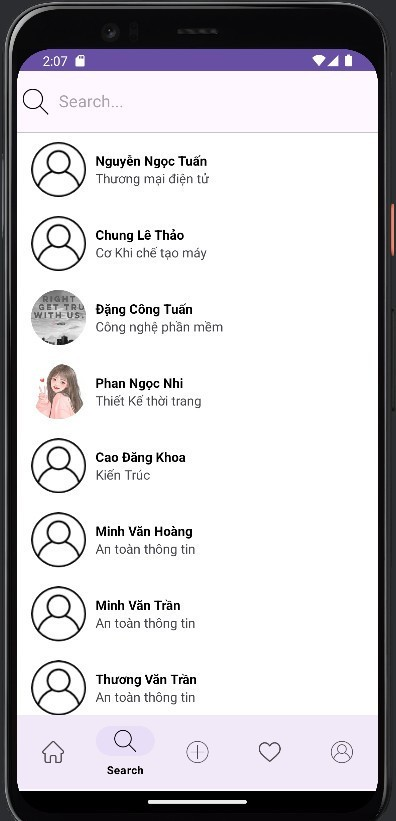 2:07
Search...
Nguyễn Ngọc Tuấn
Thương mại điện tử
Chung Lê Thảo
Cơ Khi chế tạo máy
RIGHT
GET TRU
WITH US.
Đặng Công Tuấn
Công nghệ phần mềm
Phan Ngọc Nhi
Thiết Kế thời trang
Cao Đăng Khoa
Kiến Trúc
Minh Văn Hoàng
An toàn thông tin
Minh Văn Trần
An toàn thông tin
Thương Văn Trần
An toàn thông tin
Search